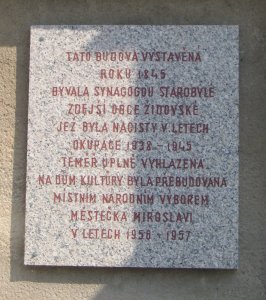 TATO BUDOVA VYSTAVĚNÁ
ROKU 1845
BÝVALA SYNAGOGOU STAROBYLÉ
ZDEJŠÍ OBCE ŽIDOVSKÉ
JEŽ BYLA NACISTY V LETECH
OKUPACE 1938 - 1945
TÉMĚŘ ÚPLNĚ VYHLAZENA.
NA DŮM KULTURY BYLA PŘEBUDOVÁNA
MÍSTNÍM NÁRODNÍM VÝBOREM
MĚSTEČKA MIROSLAVI
V LETECH 1956 - 1957